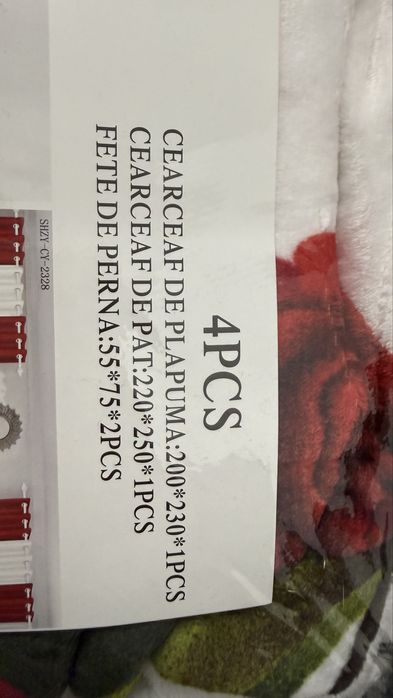 4PCS
CEARCEAF DE PLAPUMA:200*230*1PCS
CEARCEAF DE PAT:220*250*1PCS
FETE DE PERNA:55*75*2PCS
SHZY-CY-2328